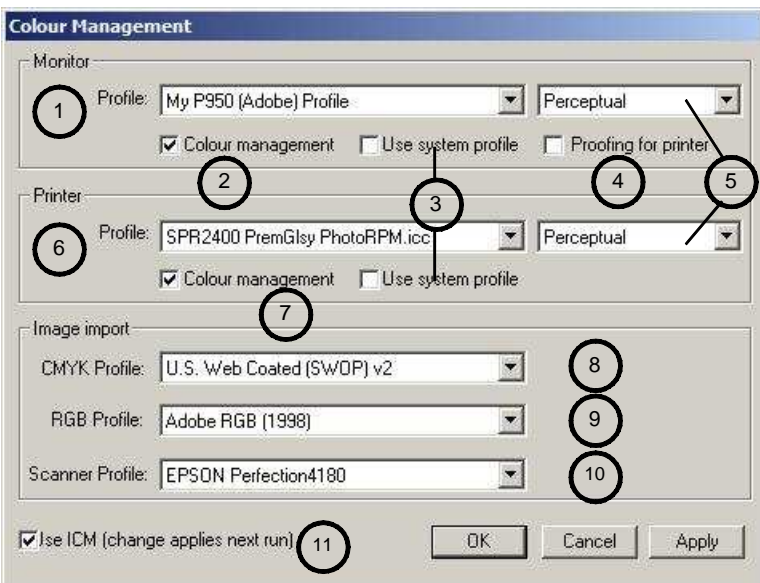 Colour Management
Monitor
1 Profile: My P950 (Adobe) Profile Perceptual
Colour management Use system profile Proofing for printer
2 3 4 5
Printer
6 Profile: SPR2400 PremGlsy PhotoRPM.icc Perceptual
Colour management Use system profile
7
Image import
CMYK Profile: U.S. Web Coated (SWOP) v2 8
RGB Profile: Adobe RGB (1998) 9
Scanner Profile: EPSON Perfection4180 10
Use ICM (change applies next run) 11 OK Cancel Apply